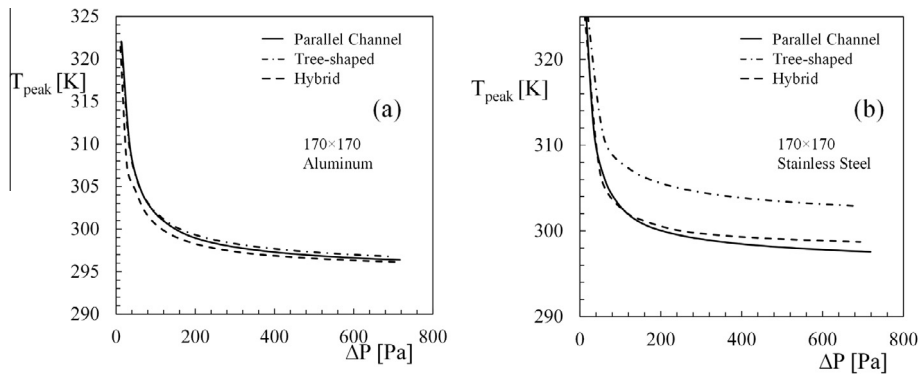 325
320
315
310
305
300
295
290
T_peak [K]
Parallel Channel
Tree-shaped
Hybrid
(a)
170×170
Aluminum
0 200 400 600 800
ΔP [Pa]
320
310
300
290
T_peak [K]
Parallel Channel
Tree-shaped
Hybrid
(b)
170×170
Stainless Steel
0 200 400 600 800
ΔP [Pa]